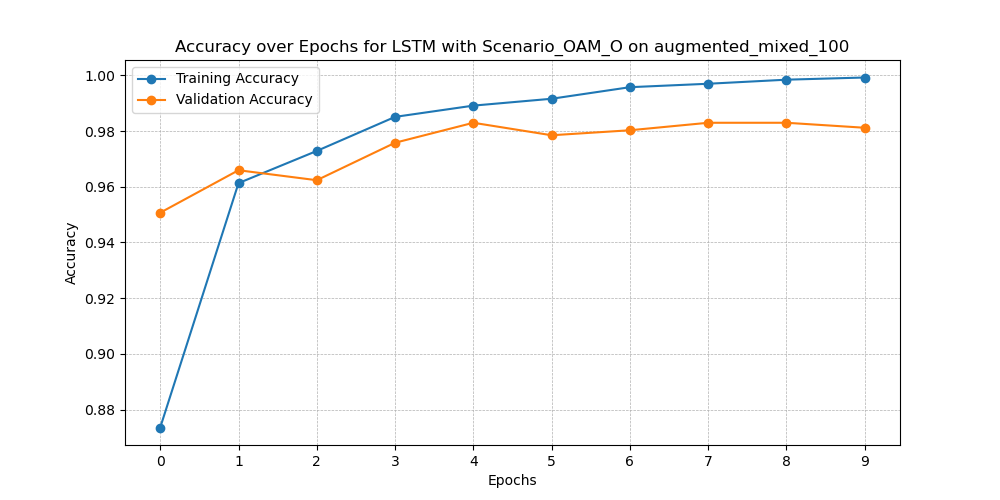 Accuracy over Epochs for LSTM with Scenario_OAM_O on augmented_mixed_100
Training Accuracy
Validation Accuracy
1.00
0.98
0.96
0.94
0.92
0.90
0.88
Accuracy
0 1 2 3 4 5 6 7 8 9
Epochs